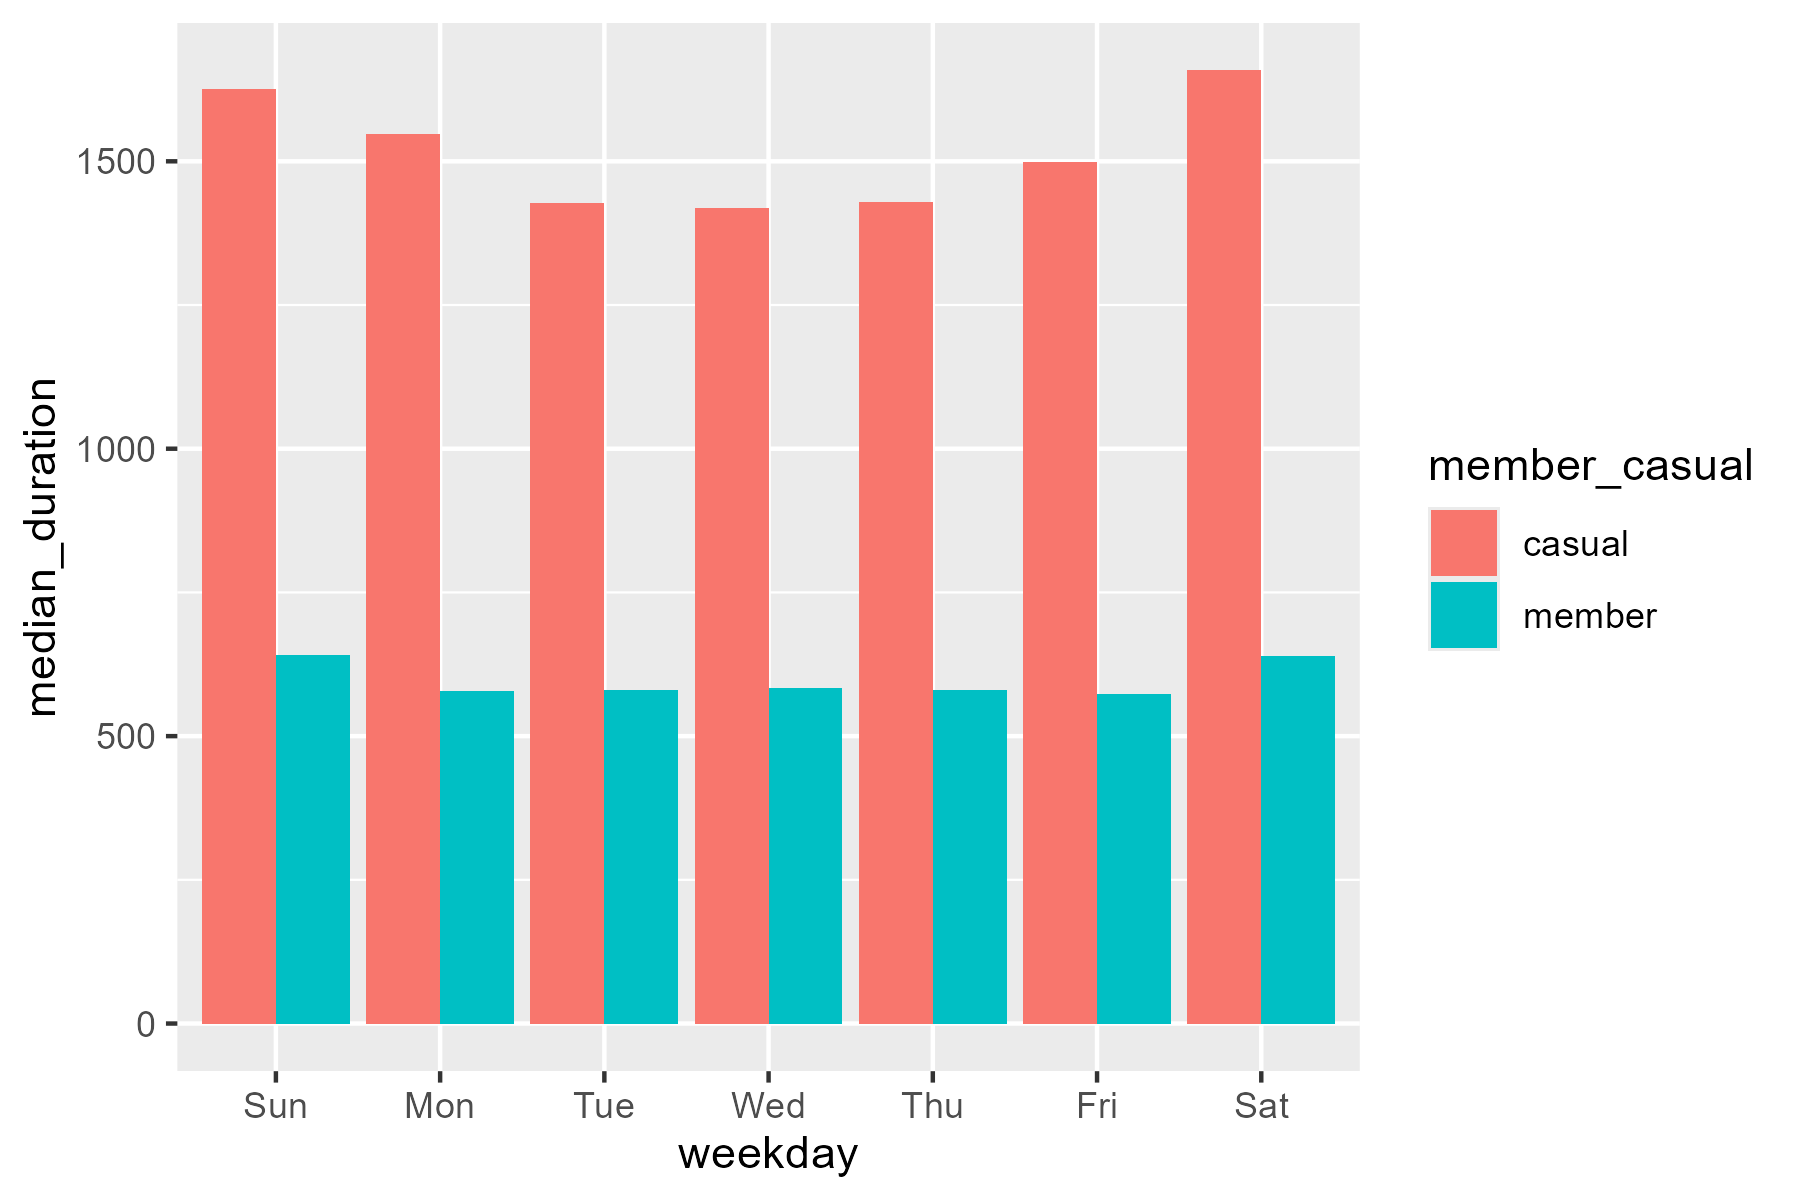 median_duration
1500
1000
500
0
Sun Mon Tue Wed Thu Fri Sat
weekday
member_casual
casual
member